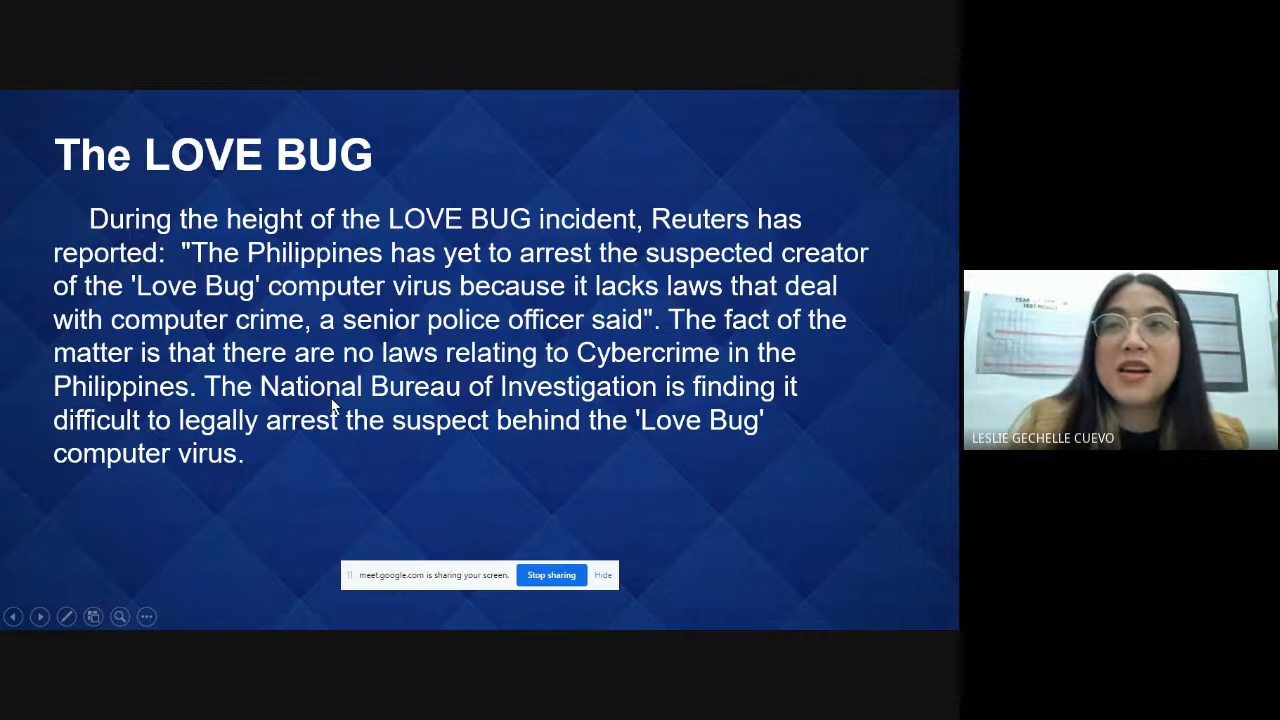 The LOVE BUG
During the height of the LOVE BUG incident, Reuters has
reported:  "The Philippines has yet to arrest the suspected creator
of the 'Love Bug' computer virus because it lacks laws that deal
with computer crime, a senior police officer said". The fact of the
matter is that there are no laws relating to Cybercrime in the
Philippines. The National Bureau of Investigation is finding it
difficult to legally arrest the suspect behind the 'Love Bug'
computer virus.
meet.google.com is sharing your screen. Stop sharing Hide
LESLIE GECHELLE CUEVO